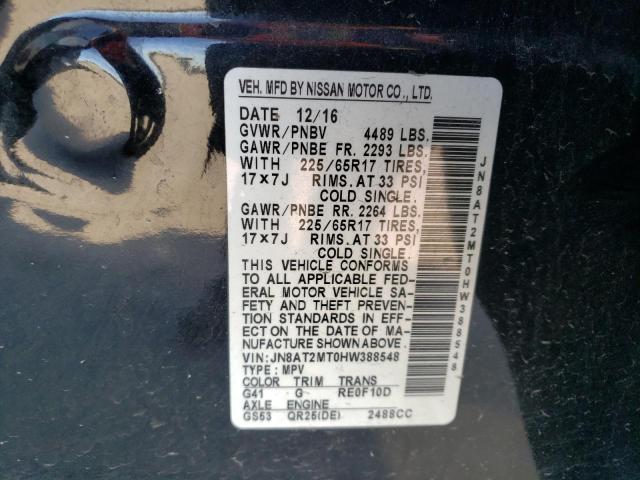 VEH. MFD BY NISSAN MOTOR CO., LTD.
DATE 12/16
GVWR/PNBV 4489 LBS.
GAWR/PNBE FR. 2293 LBS.
WITH 225/65R17 TIRES,
17×7J RIMS, AT 33 PSI
COLD SINGLE.
GAWR/PNBE RR. 2264 LBS.
WITH 225/65R17 TIRES,
17×7J RIMS, AT 33 PSI
COLD SINGLE.
THIS VEHICLE CONFORMS
TO ALL APPLICABLE FED-
ERAL MOTOR VEHICLE SA-
FETY AND THEFT PREVEN-
TION STANDARDS IN EFF-
ECT ON THE DATE OF MA-
NUFACTURE SHOWN ABOVE.
VIN: JN8AT2MT0HW388548
TYPE: MPV
COLOR TRIM TRANS
G41 G RE0F10D
AXLE ENGINE
GS53 QR25(DE) 2488CC
JN8AT2MT0HW388548